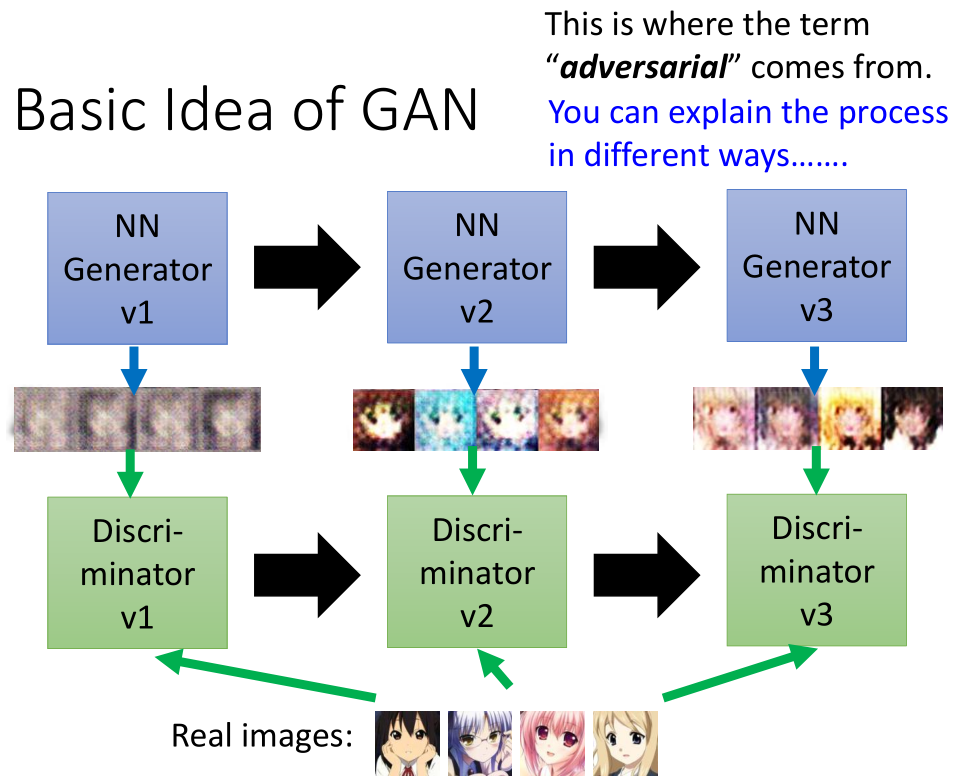 This is where the term
“adversarial” comes from.
Basic Idea of GAN
You can explain the process
in different ways…….
NN
Generator
v1
NN
Generator
v2
NN
Generator
v3
Discri-
minator
v1
Discri-
minator
v2
Discri-
minator
v3
Real images: